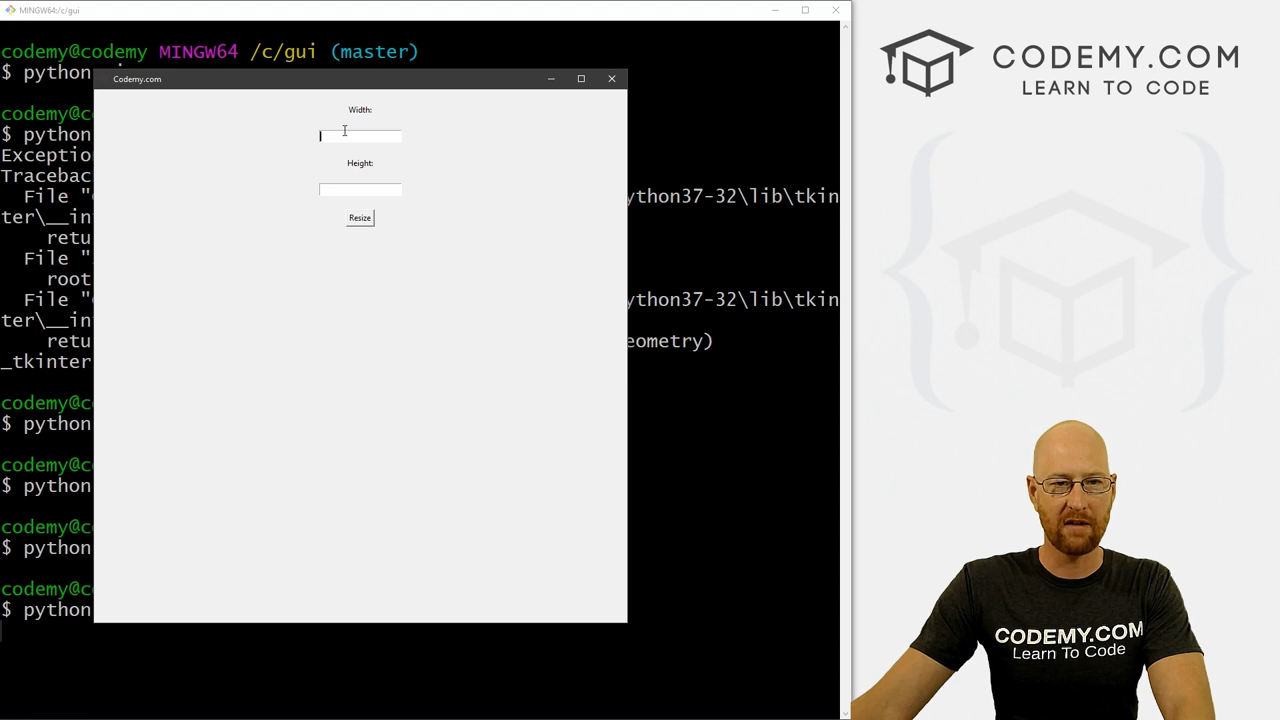 MINGW64:/c/gui
codemy@codemy MINGW64 /c/gui (master)
$ python
Codemy.com
Width:
Height:
Resize
codemy@c
$ python
Exception
Traceback
File "
ython37-32\lib\tkin
ter\__in
retu
File "
root
File "
ython37-32\lib\tkin
ter\__in
retu
eometry)
_tkinter
codemy@c
$ python
codemy@c
$ python
codemy@c
$ python
codemy@c
$ python
CODEMY.COM
LEARN TO CODE
CODEMY.COM
Learn To Code